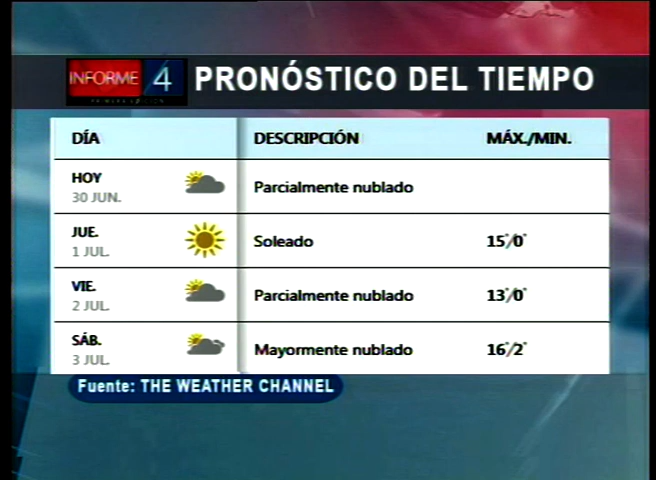 INFORME 4 PRONÓSTICO DEL TIEMPO
PRIMERA EDICIÓN
DÍA DESCRIPCIÓN MÁX./MIN.
HOY
30 JUN. Parcialmente nublado
JUE.
1 JUL. Soleado 15°/0°
VIE.
2 JUL. Parcialmente nublado 13°/0°
SÁB.
3 JUL. Mayormente nublado 16°/2°
Fuente: THE WEATHER CHANNEL